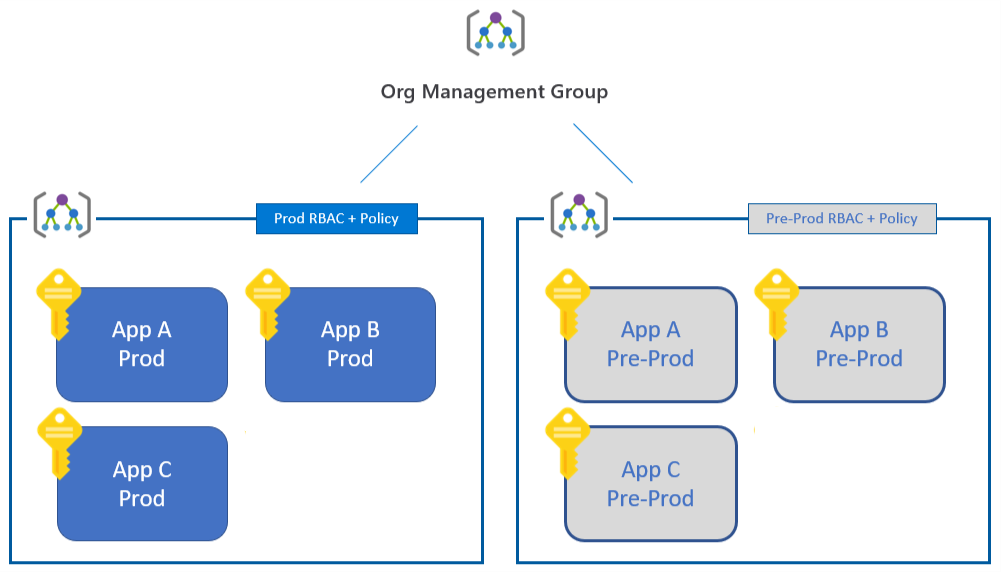 Org Management Group
Prod RBAC + Policy
Pre-Prod RBAC + Policy
App A
Prod
App B
Prod
App C
Prod
App A
Pre-Prod
App B
Pre-Prod
App C
Pre-Prod